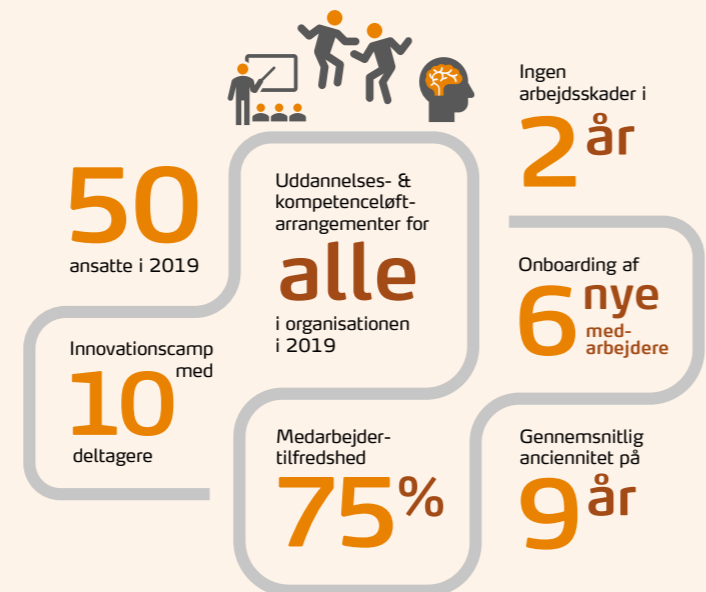 50
ansatte i 2019
Innovationscamp
med
10
deltagere
Uddannelses- &
kompetenceløft-
arrangementer for
alle
i organisationen
i 2019
Medarbejder-
tilfredshed
75%
Ingen
arbejdsskader i
2 år
Onboarding af
6 nye
med-
arbejdere
Gennemsnitlig
anciennitet på
9 år